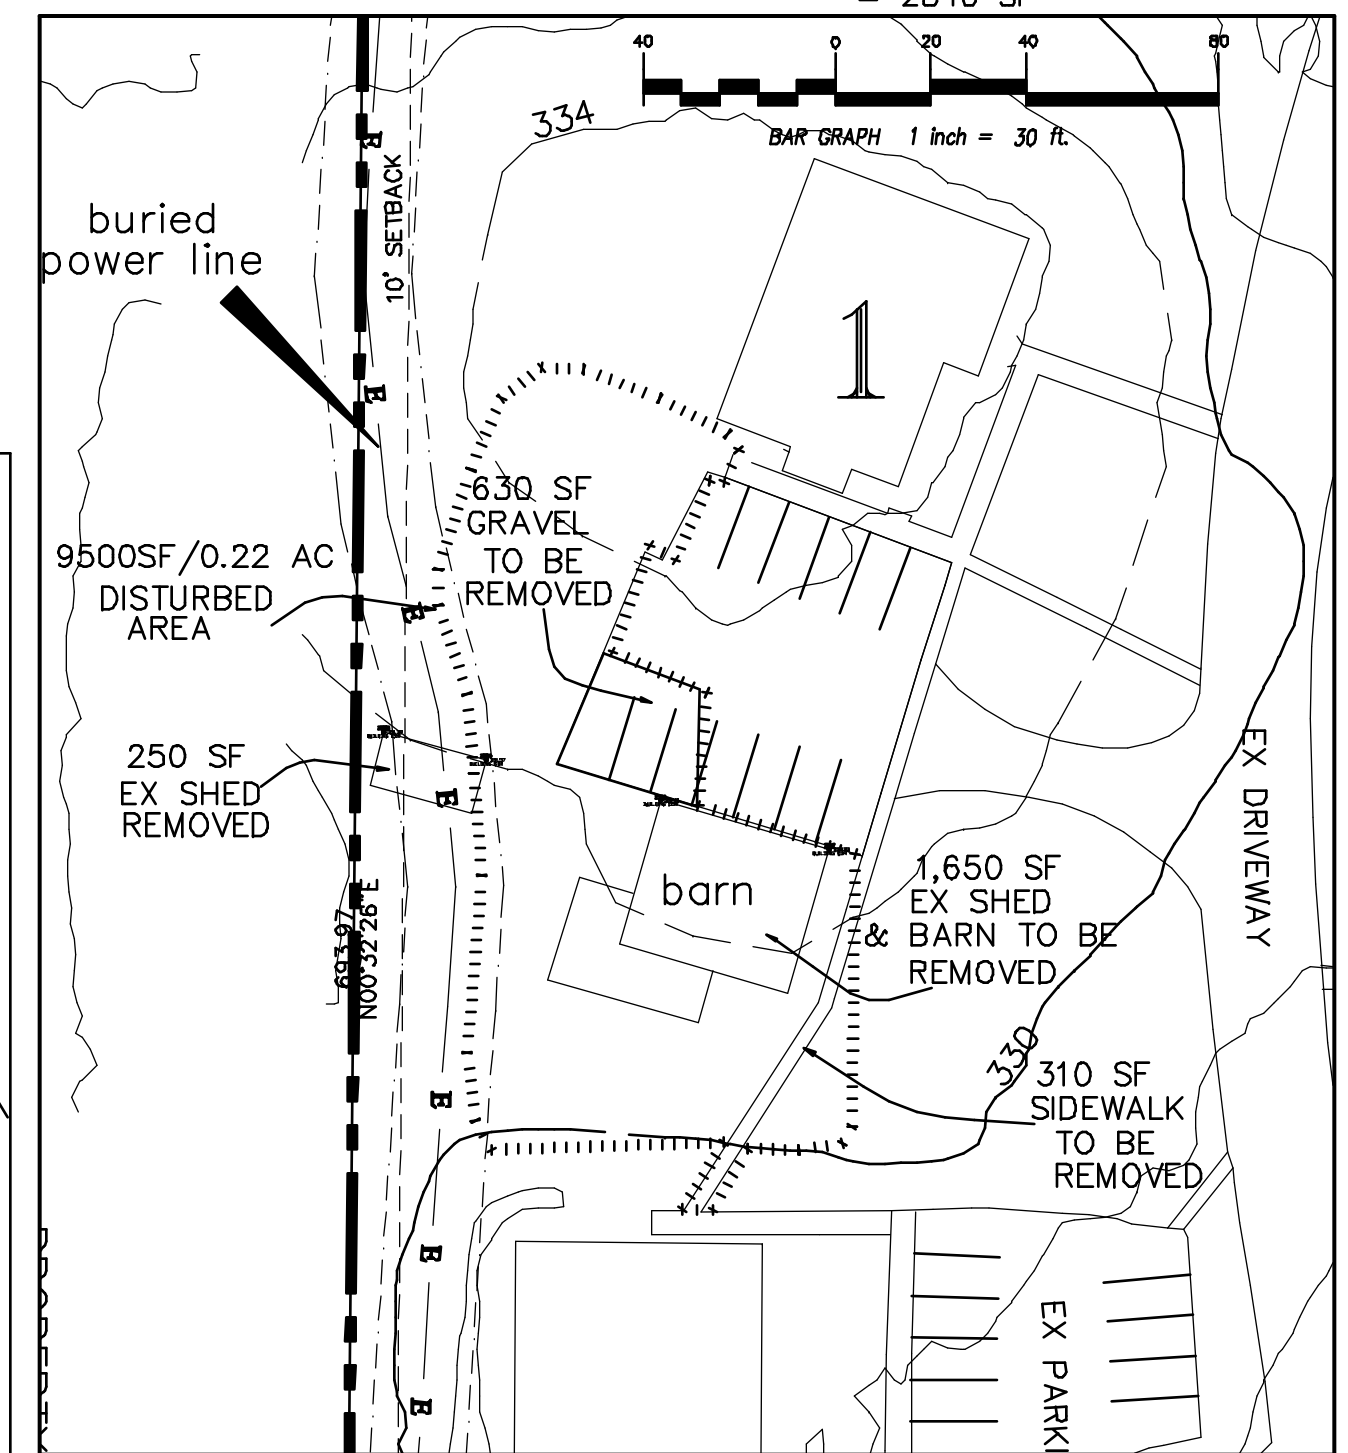 40 0 20 40 80
BAR GRAPH 1 inch = 30 ft.
334
E
10' SETBACK
buried
power line
1
E
630 SF
GRAVEL
TO BE
REMOVED
9500SF/0.22 AC
DISTURBED
AREA
E
250 SF
EX SHED
REMOVED
E
EX DRIVEWAY
barn
1,650 SF
EX SHED
& BARN TO BE
REMOVED
693.97
N00°32'26"E
330
310 SF
SIDEWALK
TO BE
REMOVED
E
E
E
EX PARKI